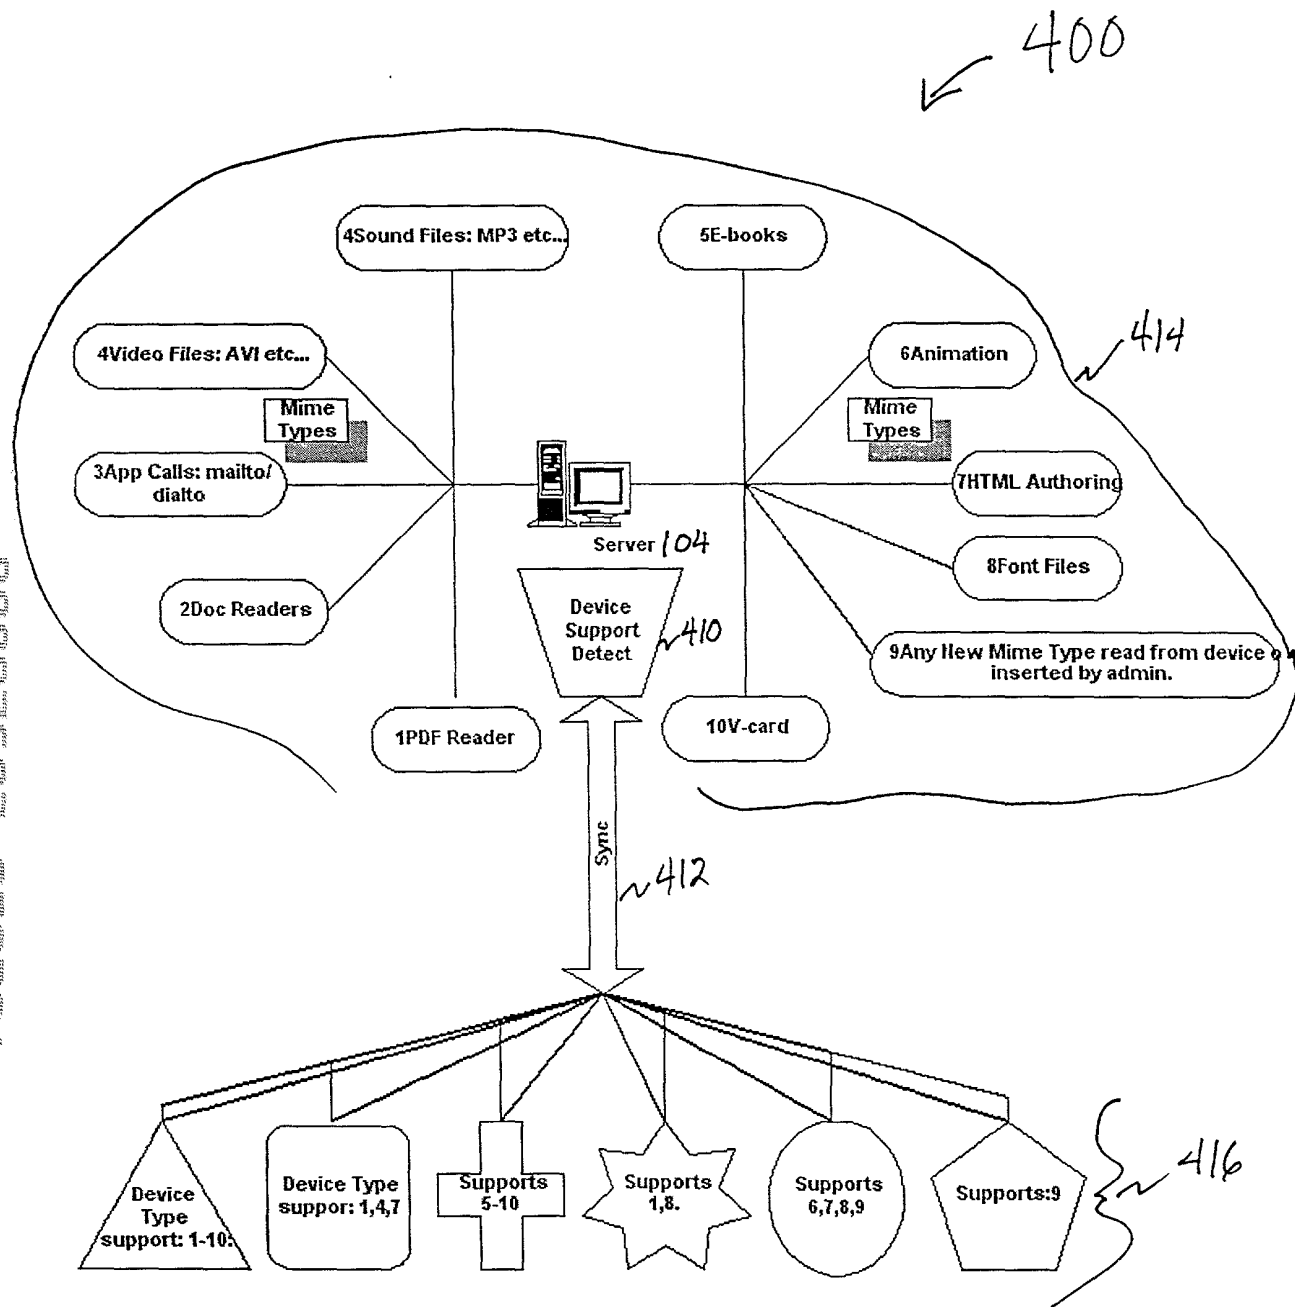 400
4Sound Files: MP3 etc...
5E-books
4Video Files: AVI etc...
6Animation
414
Mime
Types
Mime
Types
3App Calls: mailto/
dialto
7HTML Authoring
Server 104
8Font Files
2Doc Readers
Device
Support
Detect
410
9Any New Mime Type read from device o
inserted by admin.
1PDF Reader
10V-card
Sync
412
Device
Type
support: 1-10:
Device Type
suppor: 1,4,7
Supports
5-10
Supports
1,8.
Supports
6,7,8,9
Supports:9
416